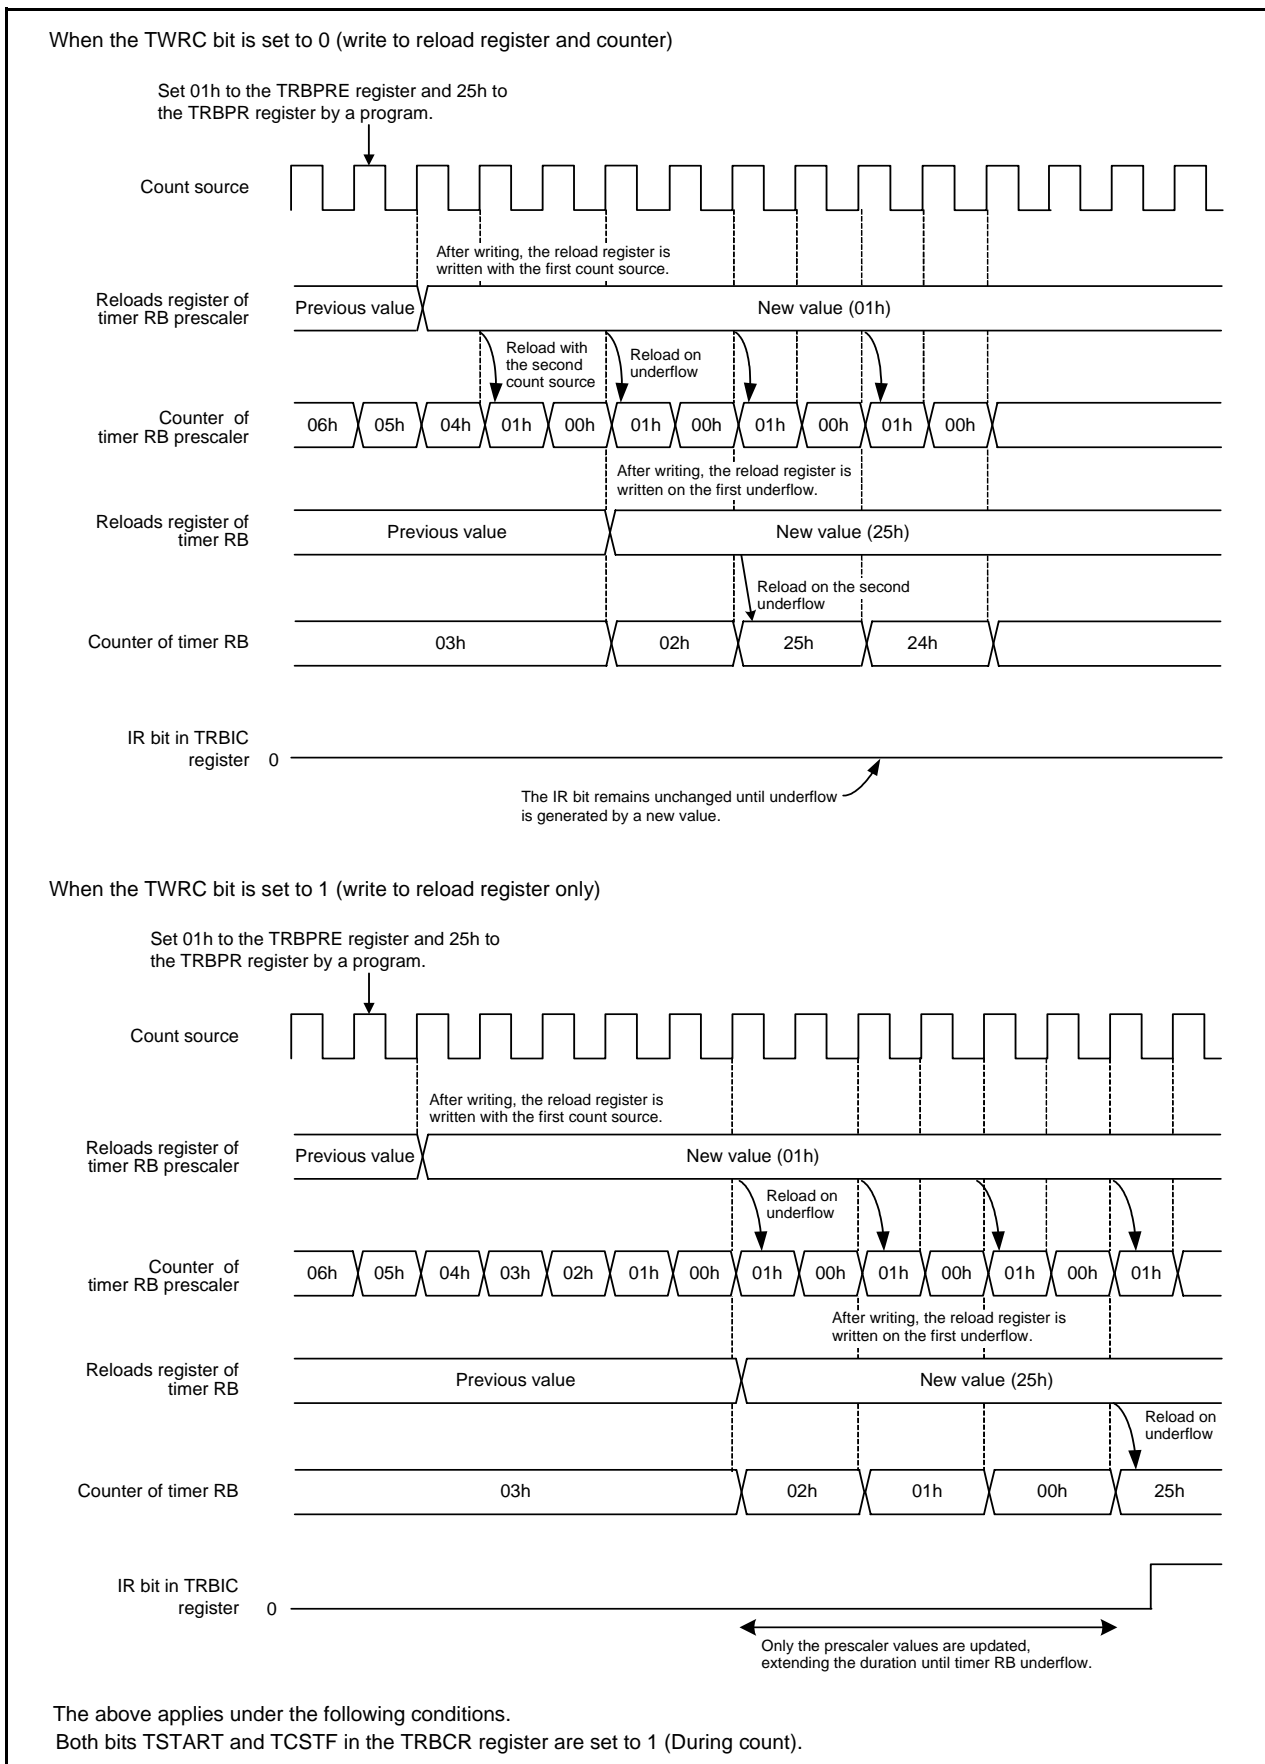 When the TWRC bit is set to 0 (write to reload register and counter)
Set 01h to the TRBPRE register and 25h to
the TRBPR register by a program.
Count source
After writing, the reload register is
written with the first count source.
Reloads register of
timer RB prescaler
Previous value
New value (01h)
Reload with
the second
count source
Reload on
underflow
Counter of
timer RB prescaler
06h 05h 04h 01h 00h 01h 00h 01h 00h 01h 00h
After writing, the reload register is
written on the first underflow.
Reloads register of
timer RB
Previous value
New value (25h)
Reload on the second
underflow
Counter of timer RB
03h 02h 25h 24h
IR bit in TRBIC
register 0
The IR bit remains unchanged until underflow
is generated by a new value.
When the TWRC bit is set to 1 (write to reload register only)
Set 01h to the TRBPRE register and 25h to
the TRBPR register by a program.
Count source
After writing, the reload register is
written with the first count source.
Reloads register of
timer RB prescaler
Previous value
New value (01h)
Reload on
underflow
Counter of
timer RB prescaler
06h 05h 04h 03h 02h 01h 00h 01h 00h 01h 00h 01h 00h 01h
After writing, the reload register is
written on the first underflow.
Reloads register of
timer RB
Previous value
New value (25h)
Reload on
underflow
Counter of timer RB
03h 02h 01h 00h 25h
IR bit in TRBIC
register 0
Only the prescaler values are updated,
extending the duration until timer RB underflow.
The above applies under the following conditions.
Both bits TSTART and TCSTF in the TRBCR register are set to 1 (During count).